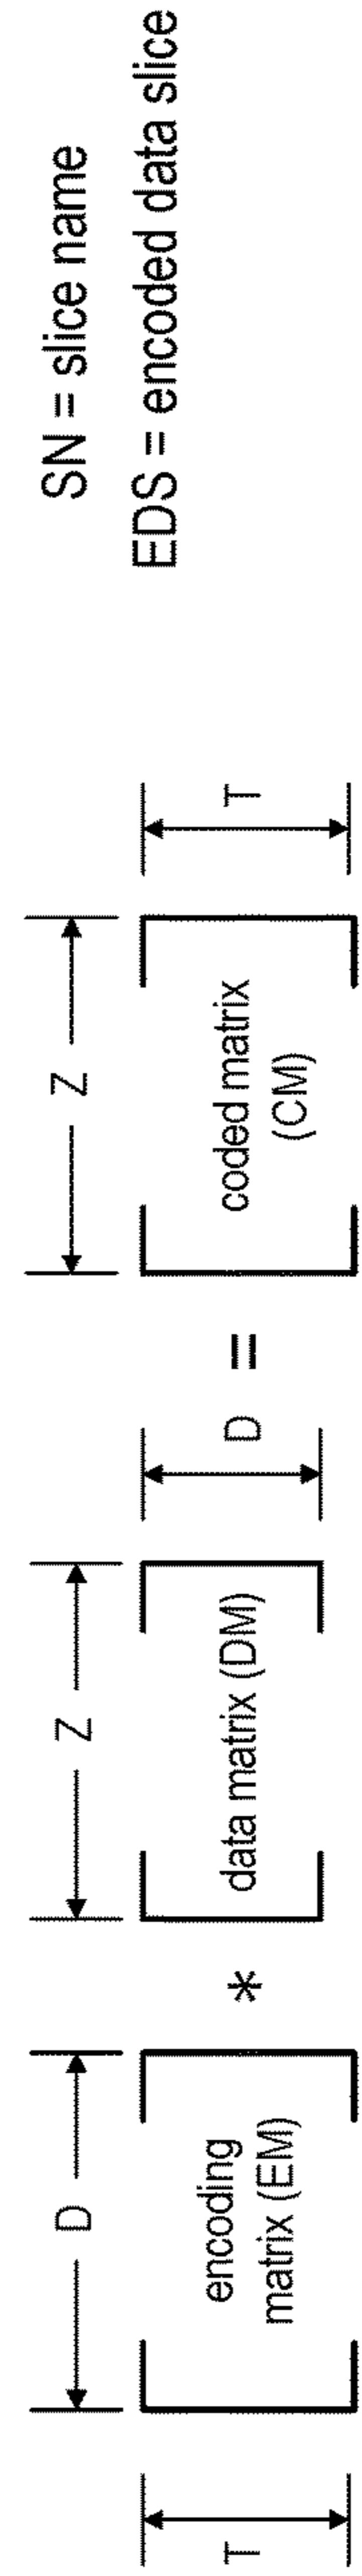 SN = slice name
EDS = encoded data slice
D
Z
Z
T
encoding
matrix (EM)
*
data matrix (DM)
D
=
coded matrix
(CM)
T